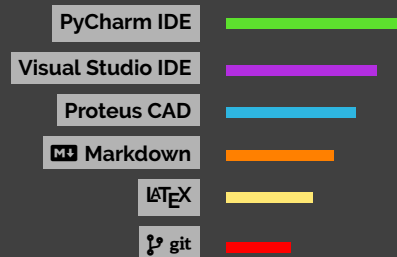 PyCharm IDE
Visual Studio IDE
Proteus CAD
M Markdown
LATEX
git